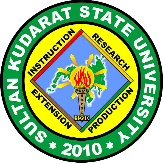 SULTAN KUDARAT STATE UNIVERSITY
INSTRUCTION
RESEARCH
EXTENSION
PRODUCTION
2010